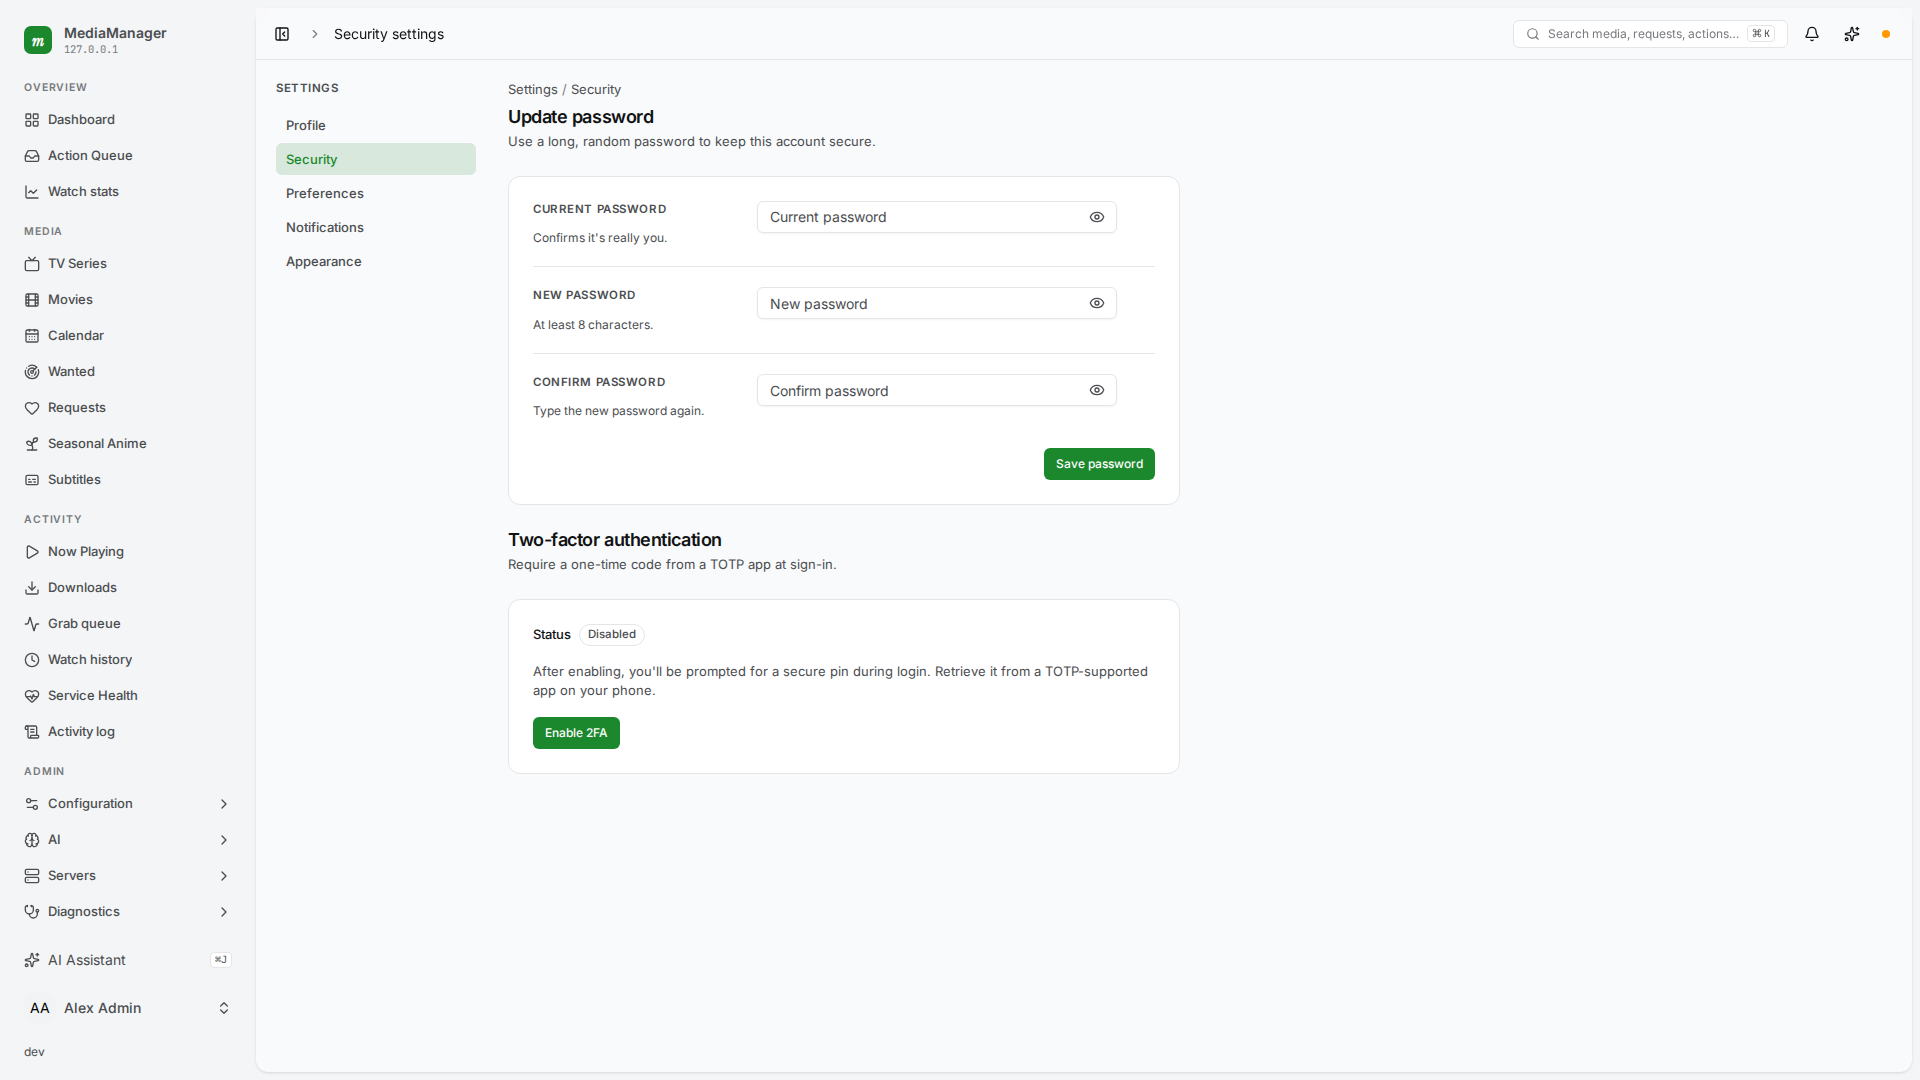 MediaManager
127.0.0.1
OVERVIEW
Dashboard
Action Queue
Watch stats
MEDIA
TV Series
Movies
Calendar
Wanted
Requests
Seasonal Anime
Subtitles
ACTIVITY
Now Playing
Downloads
Grab queue
Watch history
Service Health
Activity log
ADMIN
Configuration
AI
Servers
Diagnostics
AI Assistant ⌘J
AA Alex Admin
dev
Security settings
Search media, requests, actions... ⌘K
SETTINGS
Profile
Security
Preferences
Notifications
Appearance
Settings / Security
Update password
Use a long, random password to keep this account secure.
CURRENT PASSWORD
Confirms it's really you.
Current password
NEW PASSWORD
At least 8 characters.
New password
CONFIRM PASSWORD
Type the new password again.
Confirm password
Save password
Two-factor authentication
Require a one-time code from a TOTP app at sign-in.
Status Disabled
After enabling, you'll be prompted for a secure pin during login. Retrieve it from a TOTP-supported
app on your phone.
Enable 2FA